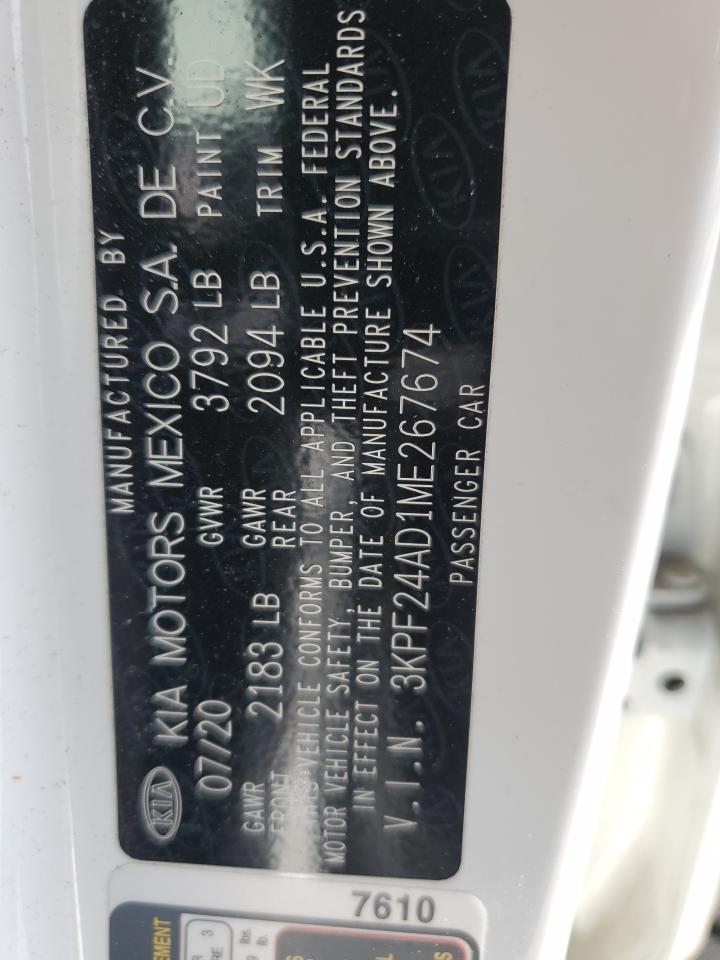 MANUFACTURED BY
KIA KIA MOTORS MEXICO S.A. DE C.V.
07/20 GVWR 3792 LB PAINT UD
GAWR FRONT 2183 LB GAWR REAR 2094 LB TRIM WK
THIS VEHICLE CONFORMS TO ALL APPLICABLE U.S.A. FEDERAL
MOTOR VEHICLE SAFETY, BUMPER, AND THEFT PREVENTION STANDARDS
IN EFFECT ON THE DATE OF MANUFACTURE SHOWN ABOVE.
V.I.N. 3KPF24AD1ME267674
PASSENGER CAR
7610